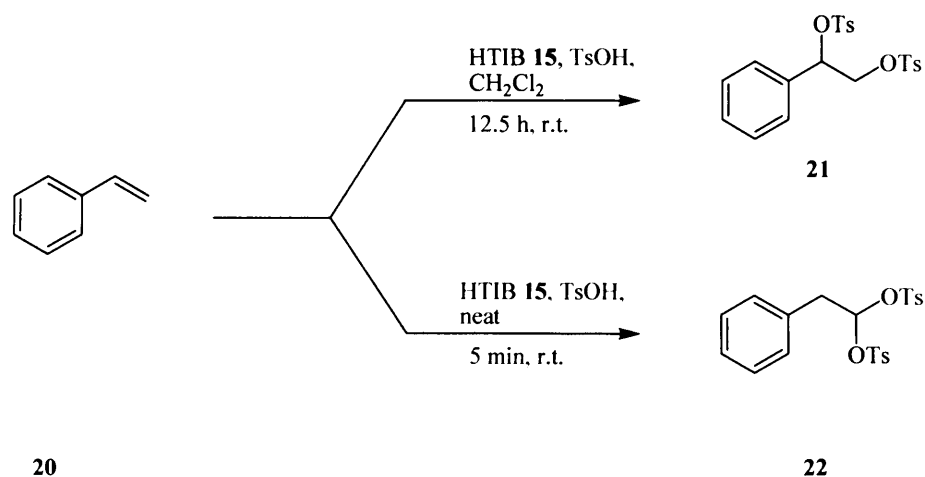 OTs
HTIB 15, TsOH,
CH2Cl2
OTs
12.5 h, r.t.
21
HTIB 15, TsOH,
neat
OTs
5 min, r.t.
OTs
20
22